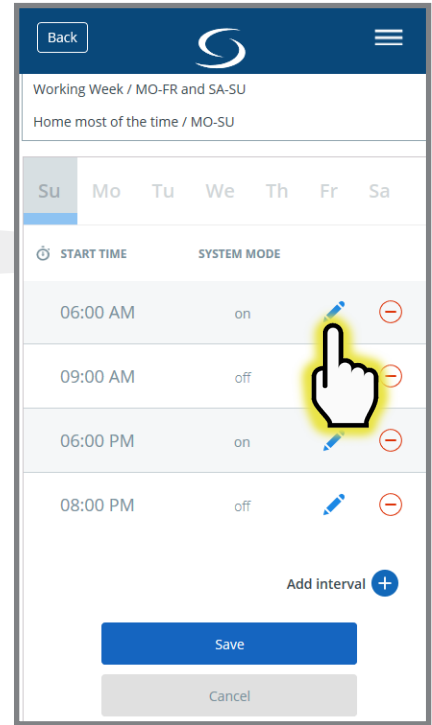 Back
Working Week / MO-FR and SA-SU
Home most of the time / MO-SU
Su Mo Tu We Th Fr Sa
START TIME SYSTEM MODE
06:00 AM on
09:00 AM off
06:00 PM on
08:00 PM off
Add interval
Save
Cancel